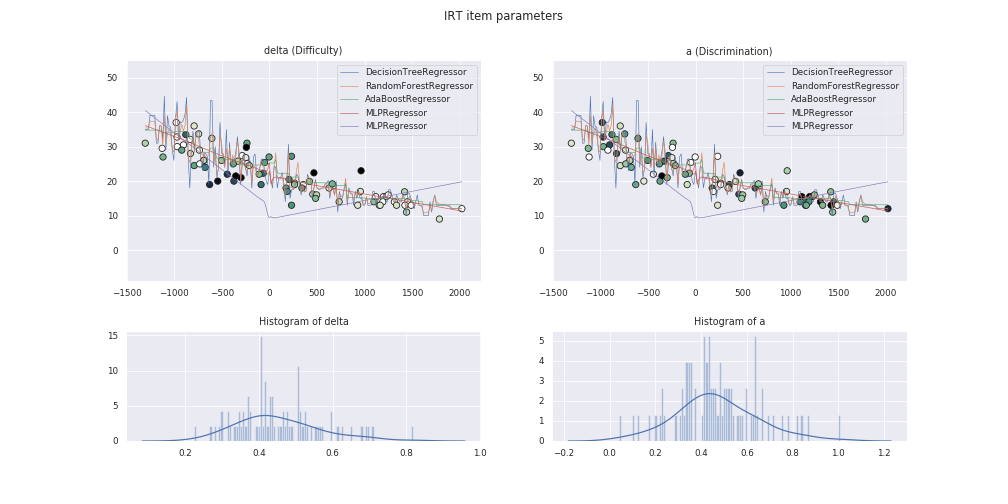 IRT item parameters
delta (Difficulty)
50
40
30
20
10
0
−1500 −1000 −500 0 500 1000 1500 2000
DecisionTreeRegressor
RandomForestRegressor
AdaBoostRegressor
MLPRegressor
MLPRegressor
a (Discrimination)
50
40
30
20
10
0
−1500 −1000 −500 0 500 1000 1500 2000
DecisionTreeRegressor
RandomForestRegressor
AdaBoostRegressor
MLPRegressor
MLPRegressor
Histogram of delta
15
10
5
0
0.2 0.4 0.6 0.8 1.0
Histogram of a
5
4
3
2
1
0
−0.2 0.0 0.2 0.4 0.6 0.8 1.0 1.2